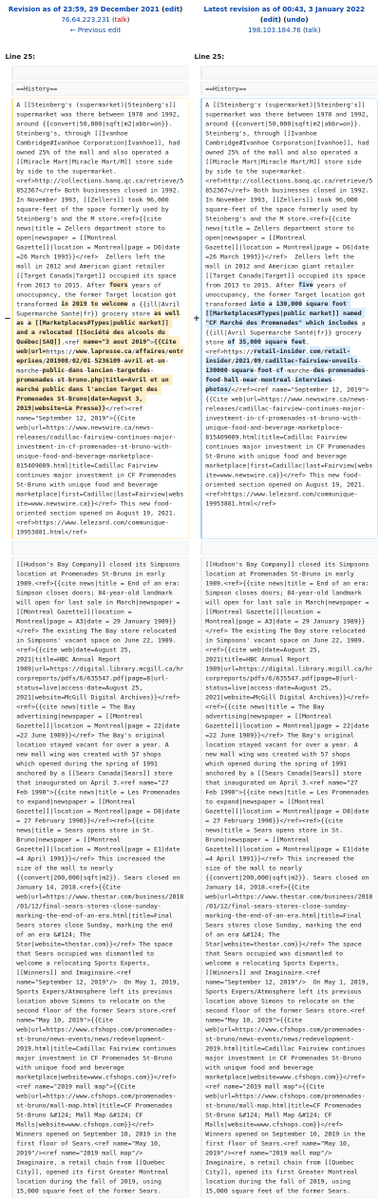 Revision as of 23:59, 29 December 2021 (edit)
76.64.223.231 (talk)
← Previous edit
Latest revision as of 00:43, 3 January 2022
(edit) (undo)
198.103.184.76 (talk)
Line 25:
Line 25:
==History==
==History==
−
A [[Steinberg's (supermarket)|Steinberg's]]
supermarket was there between 1978 and 1992,
around {{convert|50,000|sqft|m2|abbr=on}}.
Steinberg's, through [[Ivanhoe
Cambridge#Ivanhoe Corporation|Ivanhoe]], had
owned 25% of the mall and also operated a
[[Miracle Mart|Miracle Mart/M]] store side
by side to the supermarket.
<ref>http://collections.banq.qc.ca/retrieve/5
852367</ref> Both businesses closed in 1992.
In November 1993, [[Zellers]] took 96,000
square-feet of the space formerly used by
Steinberg's and the M store.<ref>{{cite
news|title = Zellers department store to
open|newspaper = [[Montreal
Gazette]]|location = Montreal|page = D6|date
=26 March 1993}}</ref>  Zellers left the
mall in 2012 and American giant retailer
[[Target Canada|Target]] occupied its space
from 2013 to 2015. After fours years of
unoccupancy, the former Target location got
transformed in 2019 to welcome a {{ill|Avril
Supermarché Santé|fr}} grocery store as well
as a [[Marketplaces#Types|public market]]
and a relocated [[Société des alcools du
Québec|SAQ]].<ref name="3 aout 2019">{{Cite
web|url=https://www.lapresse.ca/affaires/entr
eprises/201908/02/01-5236109-avril-et-un-
marche-public-dans-lancien-targetdes-
promenades-st-bruno.php|title=Avril et un
marché public dans l'ancien Target des
Promenades St-Bruno|date=August 3,
2019|website=La Presse}}</ref><ref
name="September 12, 2019">{{Cite
web|url=https://www.newswire.ca/news-
releases/cadillac-fairview-continues-major-
investment-in-cf-promenades-st-bruno-with-
unique-food-and-beverage-marketplace-
815409089.html|title=Cadillac Fairview
continues major investment in CF Promenades
St-Bruno with unique food and beverage
marketplace|first=Cadillac|last=Fairview|webs
ite=www.newswire.ca}}</ref> This new food-
oriented section opened on August 19, 2021.
<ref>https://www.lelezard.com/communique-
19953881.html</ref>
+
A [[Steinberg's (supermarket)|Steinberg's]]
supermarket was there between 1978 and 1992,
around {{convert|50,000|sqft|m2|abbr=on}}.
Steinberg's, through [[Ivanhoe
Cambridge#Ivanhoe Corporation|Ivanhoe]], had
owned 25% of the mall and also operated a
[[Miracle Mart|Miracle Mart/M]] store side
by side to the supermarket.
<ref>http://collections.banq.qc.ca/retrieve/5
852367</ref> Both businesses closed in 1992.
In November 1993, [[Zellers]] took 96,000
square-feet of the space formerly used by
Steinberg's and the M store.<ref>{{cite
news|title = Zellers department store to
open|newspaper = [[Montreal
Gazette]]|location = Montreal|page = D6|date
=26 March 1993}}</ref>  Zellers left the
mall in 2012 and American giant retailer
[[Target Canada|Target]] occupied its space
from 2013 to 2015. After five years of
unoccupancy, the former Target location got
transformed into a 130,000 square foot
[[Marketplaces#Types|public market]] named
"CF Marché des Promenades" which includes a
{{ill|Avril Supermarché Santé|fr}} grocery
store of 35,000 square feet.
<ref>https://retail-insider.com/retail-
insider/2021/09/cadillac-fairview-unveils-
130000-square-foot-cf-marche-des-promenades-
food-hall-near-montreal-interviews-
photos/</ref><ref name="September 12, 2019">
{{Cite web|url=https://www.newswire.ca/news-
releases/cadillac-fairview-continues-major-
investment-in-cf-promenades-st-bruno-with-
unique-food-and-beverage-marketplace-
815409089.html|title=Cadillac Fairview
continues major investment in CF Promenades
St-Bruno with unique food and beverage
marketplace|first=Cadillac|last=Fairview|webs
ite=www.newswire.ca}}</ref> This new food-
oriented section opened on August 19, 2021.
<ref>https://www.lelezard.com/communique-
19953881.html</ref>
[[Hudson's Bay Company]] closed its Simpsons
location at Promenades St-Bruno in early
1989.<ref>{{cite news|title = End of an era:
Simpson closes doors; 84-year-old landmark
will open for last sale in March|newspaper =
[[Montreal Gazette]]|location =
Montreal|page = A3|date = 29 January 1989}}
</ref> The existing The Bay store relocated
in Simpsons' vacant space on June 22, 1989.
<ref>{{cite web|date=August 25,
2021|title=HBC Annual Report
1989|url=https://digital.library.mcgill.ca/hr
corpreports/pdfs/6/635547.pdf|page=8|url-
status=live|access-date=August 25,
2021|website=McGill Digital Archives}}</ref>
<ref>{{cite news|title = The Bay
advertising|newspaper = [[Montreal
Gazette]]|location = Montreal|page = 22|date
=22 June 1989}}</ref> The Bay's original
location stayed vacant for over a year. A
new mall wing was created with 57 shops
which opened during the spring of 1991
anchored by a [[Sears Canada|Sears]] store
that inaugurated on April 3.<ref name="27
Feb 1990">{{cite news|title = Les Promenades
to expand|newspaper = [[Montreal
Gazette]]|location = Montreal|page = D8|date
= 27 February 1990}}</ref><ref>{{cite
news|title = Sears opens store in St.
Bruno|newspaper = [[Montreal
Gazette]]|location = Montreal|page = E1|date
=4 April 1991}}</ref> This increased the
size of the mall to nearly
{{convert|200,000|sqft|m2}}. Sears closed on
January 14, 2018.<ref>{{Cite
web|url=https://www.thestar.com/business/2018
/01/12/final-sears-stores-close-sunday-
marking-the-end-of-an-era.html|title=Final
Sears stores close Sunday, marking the end
of an era &#124; The
Star|website=thestar.com}}</ref> The space
that Sears occupied was dismantled to
welcome a relocating Sports Experts,
[[Winners]] and Imaginaire.<ref
name="September 12, 2019"/>  On May 1, 2019,
Sports Experts/Atmosphere left its previous
location above Simons to relocate on the
second floor of the former Sears store.<ref
name="May 10, 2019">{{Cite
web|url=https://www.cfshops.com/promenades-
st-bruno/news-events/news/redevelopment-
2019.html|title=Cadillac Fairview continues
major investment in CF Promenades St-Bruno
with unique food and beverage
marketplace|website=www.cfshops.com}}</ref>
<ref name="2019 mall map">{{Cite
web|url=https://www.cfshops.com/promenades-
st-bruno/mall-map.html|title=CF Promenades
St-Bruno &#124; Mall Map &#124; CF
Malls|website=www.cfshops.com}}</ref>
Winners opened on September 10, 2019 in the
first floor of Sears.<ref name="May 10,
2019"/><ref name="2019 mall map"/>
Imaginaire, a retail chain from [[Quebec
City]], opened its first Greater Montreal
location during the fall of 2019, using
15,000 square feet of the former Sears.
[[Hudson's Bay Company]] closed its Simpsons
location at Promenades St-Bruno in early
1989.<ref>{{cite news|title = End of an era:
Simpson closes doors; 84-year-old landmark
will open for last sale in March|newspaper =
[[Montreal Gazette]]|location =
Montreal|page = A3|date = 29 January 1989}}
</ref> The existing The Bay store relocated
in Simpsons' vacant space on June 22, 1989.
<ref>{{cite web|date=August 25,
2021|title=HBC Annual Report
1989|url=https://digital.library.mcgill.ca/hr
corpreports/pdfs/6/635547.pdf|page=8|url-
status=live|access-date=August 25,
2021|website=McGill Digital Archives}}</ref>
<ref>{{cite news|title = The Bay
advertising|newspaper = [[Montreal
Gazette]]|location = Montreal|page = 22|date
=22 June 1989}}</ref> The Bay's original
location stayed vacant for over a year. A
new mall wing was created with 57 shops
which opened during the spring of 1991
anchored by a [[Sears Canada|Sears]] store
that inaugurated on April 3.<ref name="27
Feb 1990">{{cite news|title = Les Promenades
to expand|newspaper = [[Montreal
Gazette]]|location = Montreal|page = D8|date
= 27 February 1990}}</ref><ref>{{cite
news|title = Sears opens store in St.
Bruno|newspaper = [[Montreal
Gazette]]|location = Montreal|page = E1|date
=4 April 1991}}</ref> This increased the
size of the mall to nearly
{{convert|200,000|sqft|m2}}. Sears closed on
January 14, 2018.<ref>{{Cite
web|url=https://www.thestar.com/business/2018
/01/12/final-sears-stores-close-sunday-
marking-the-end-of-an-era.html|title=Final
Sears stores close Sunday, marking the end
of an era &#124; The
Star|website=thestar.com}}</ref> The space
that Sears occupied was dismantled to
welcome a relocating Sports Experts,
[[Winners]] and Imaginaire.<ref
name="September 12, 2019"/>  On May 1, 2019,
Sports Experts/Atmosphere left its previous
location above Simons to relocate on the
second floor of the former Sears store.<ref
name="May 10, 2019">{{Cite
web|url=https://www.cfshops.com/promenades-
st-bruno/news-events/news/redevelopment-
2019.html|title=Cadillac Fairview continues
major investment in CF Promenades St-Bruno
with unique food and beverage
marketplace|website=www.cfshops.com}}</ref>
<ref name="2019 mall map">{{Cite
web|url=https://www.cfshops.com/promenades-
st-bruno/mall-map.html|title=CF Promenades
St-Bruno &#124; Mall Map &#124; CF
Malls|website=www.cfshops.com}}</ref>
Winners opened on September 10, 2019 in the
first floor of Sears.<ref name="May 10,
2019"/><ref name="2019 mall map"/>
Imaginaire, a retail chain from [[Quebec
City]], opened its first Greater Montreal
location during the fall of 2019, using
15,000 square feet of the former Sears.